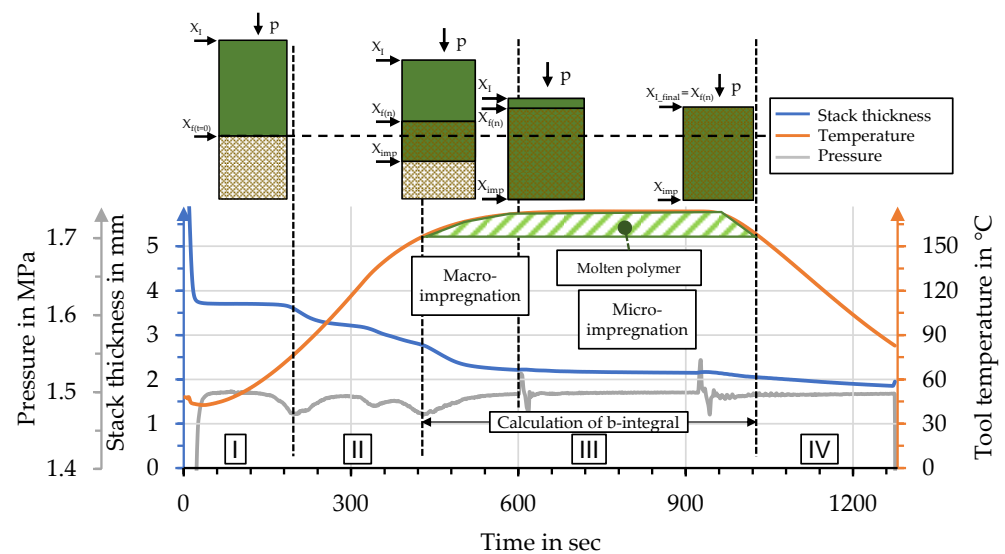 p
X_I
X_f(t=0)
p
X_I
X_f(n)
X_imp
p
X_I
X_f(n)
X_imp
X_I_final = X_f(n)
p
X_imp
Stack thickness
Temperature
Pressure
Pressure in MPa
1.7
1.6
1.5
1.4
Stack thickness in mm
5
4
3
2
1
0
Macro-
impregnation
Molten polymer
Micro-
impregnation
Calculation of b-integral
I
II
III
IV
150
120
90
60
30
0
Tool temperature in °C
0
300
600
900
1200
Time in sec